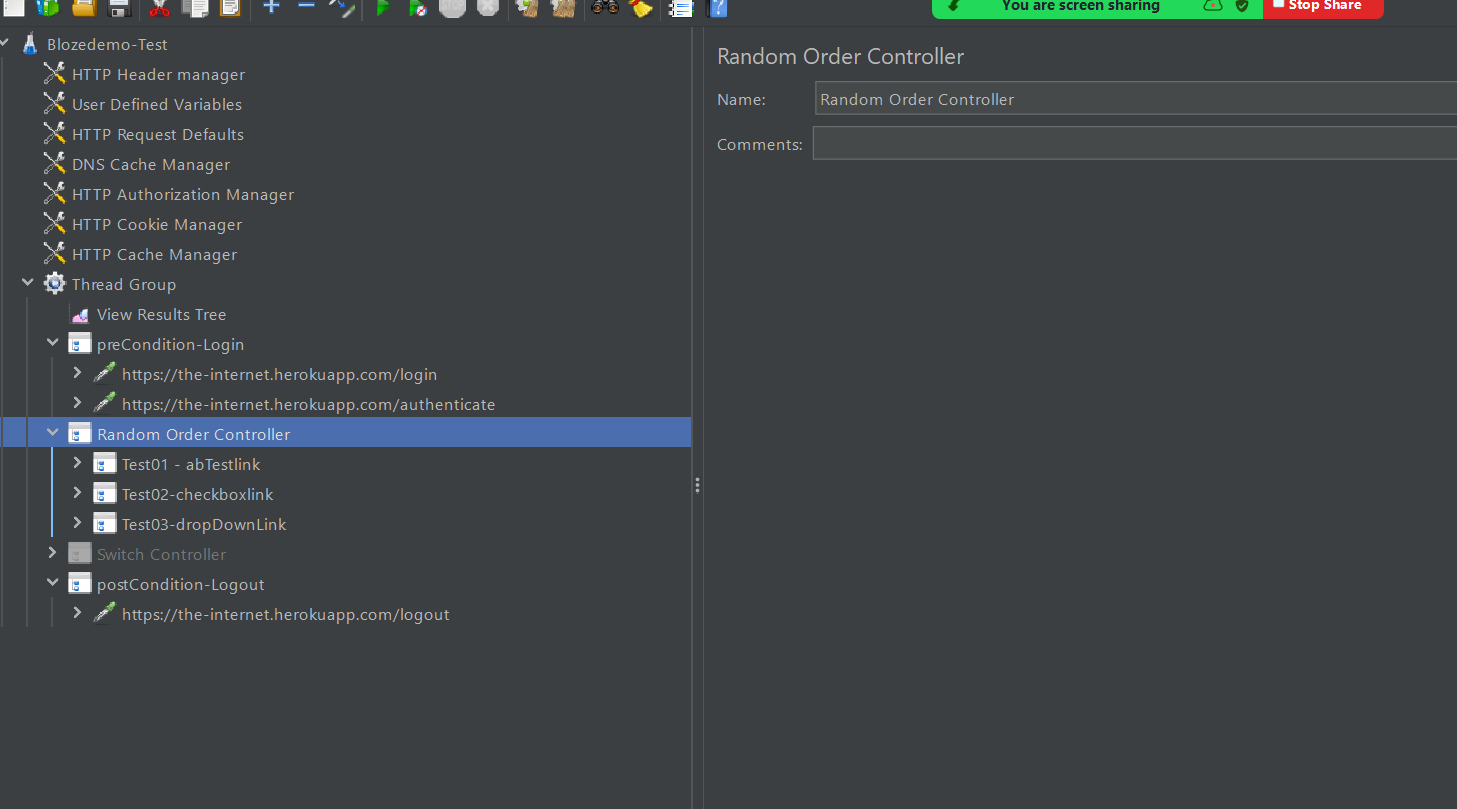 You are screen sharing
Stop Share
Blozedemo-Test
HTTP Header manager
User Defined Variables
HTTP Request Defaults
DNS Cache Manager
HTTP Authorization Manager
HTTP Cookie Manager
HTTP Cache Manager
Thread Group
View Results Tree
preCondition-Login
https://the-internet.herokuapp.com/login
https://the-internet.herokuapp.com/authenticate
Random Order Controller
Test01 - abTestlink
Test02-checkboxlink
Test03-dropDownLink
Switch Controller
postCondition-Logout
https://the-internet.herokuapp.com/logout
Random Order Controller
Name: Random Order Controller
Comments: